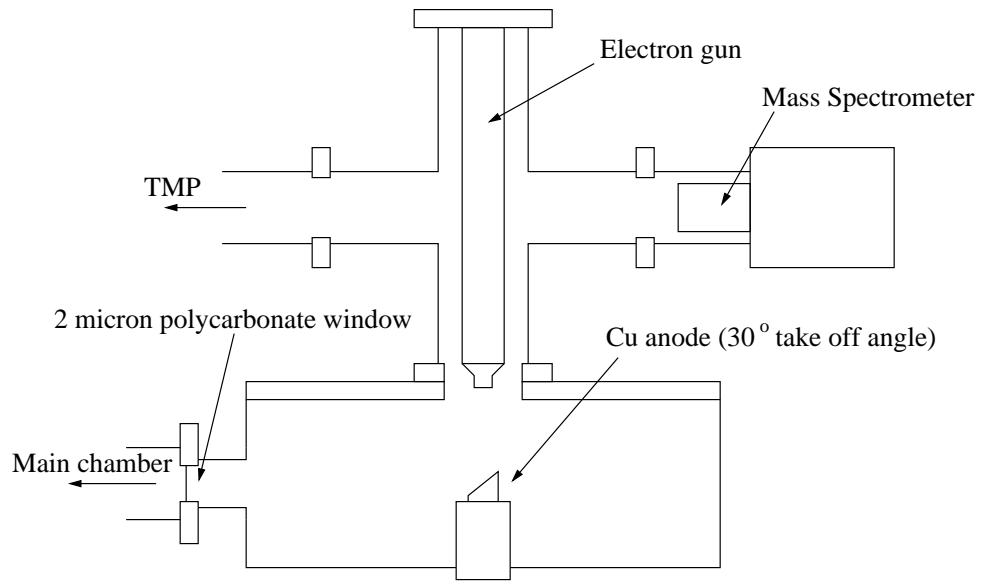 Electron gun
Mass Spectrometer
TMP
2 micron polycarbonate window
Cu anode (30° take off angle)
Main chamber